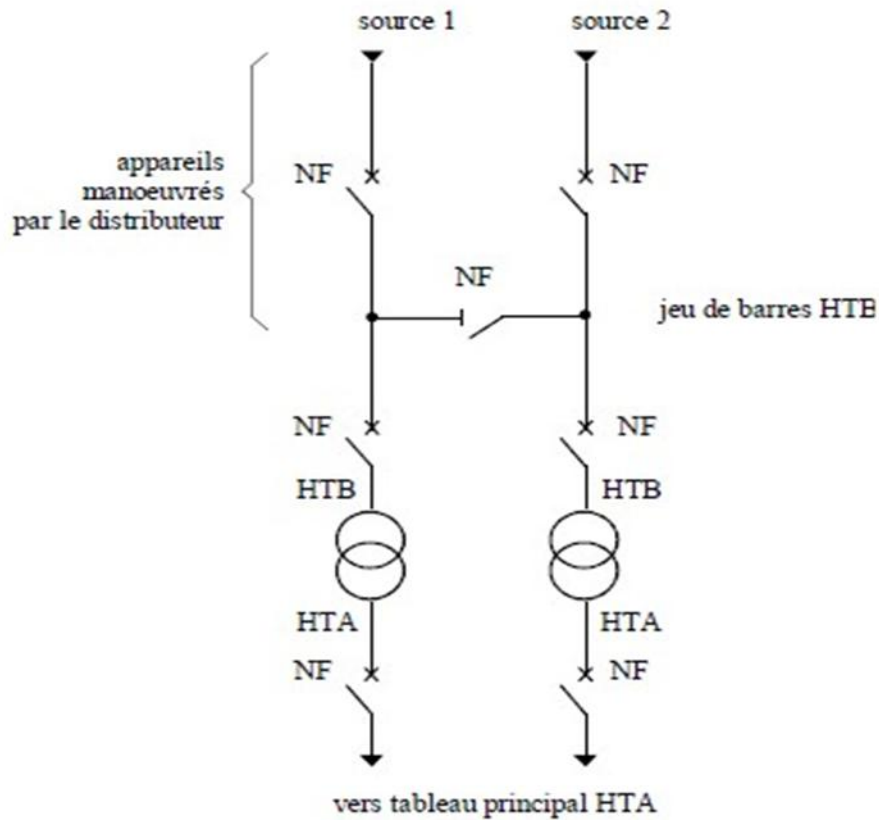 source 1
source 2
appareils
manoeuvrés
par le distributeur
NF
NF
NF
jeu de barres HTB
NF
NF
HTB
HTB
HTA
HTA
NF
NF
vers tableau principal HTA